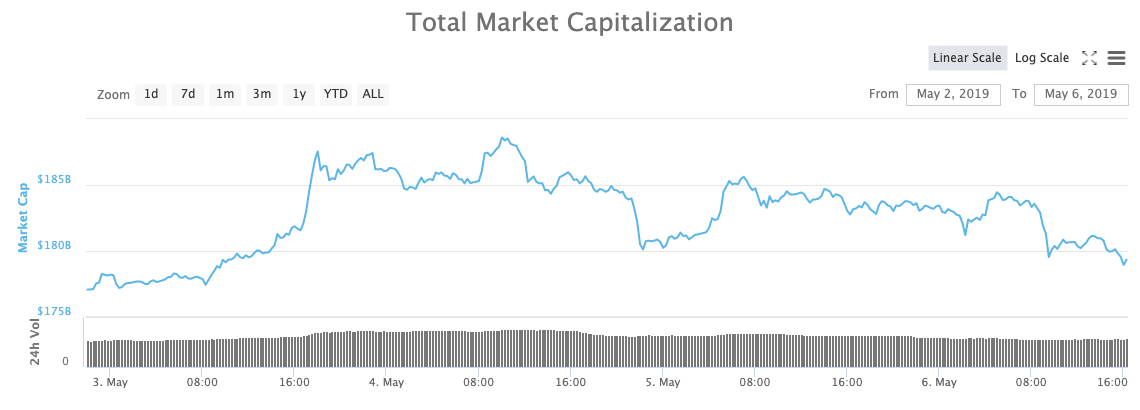 Total Market Capitalization
Linear Scale Log Scale
Zoom 1d 7d 1m 3m 1y YTD ALL From May 2, 2019 To May 6, 2019
$185B
Market Cap
$180B
$175B
24h Vol
0
3. May 08:00 16:00 4. May 08:00 16:00 5. May 08:00 16:00 6. May 08:00 16:00